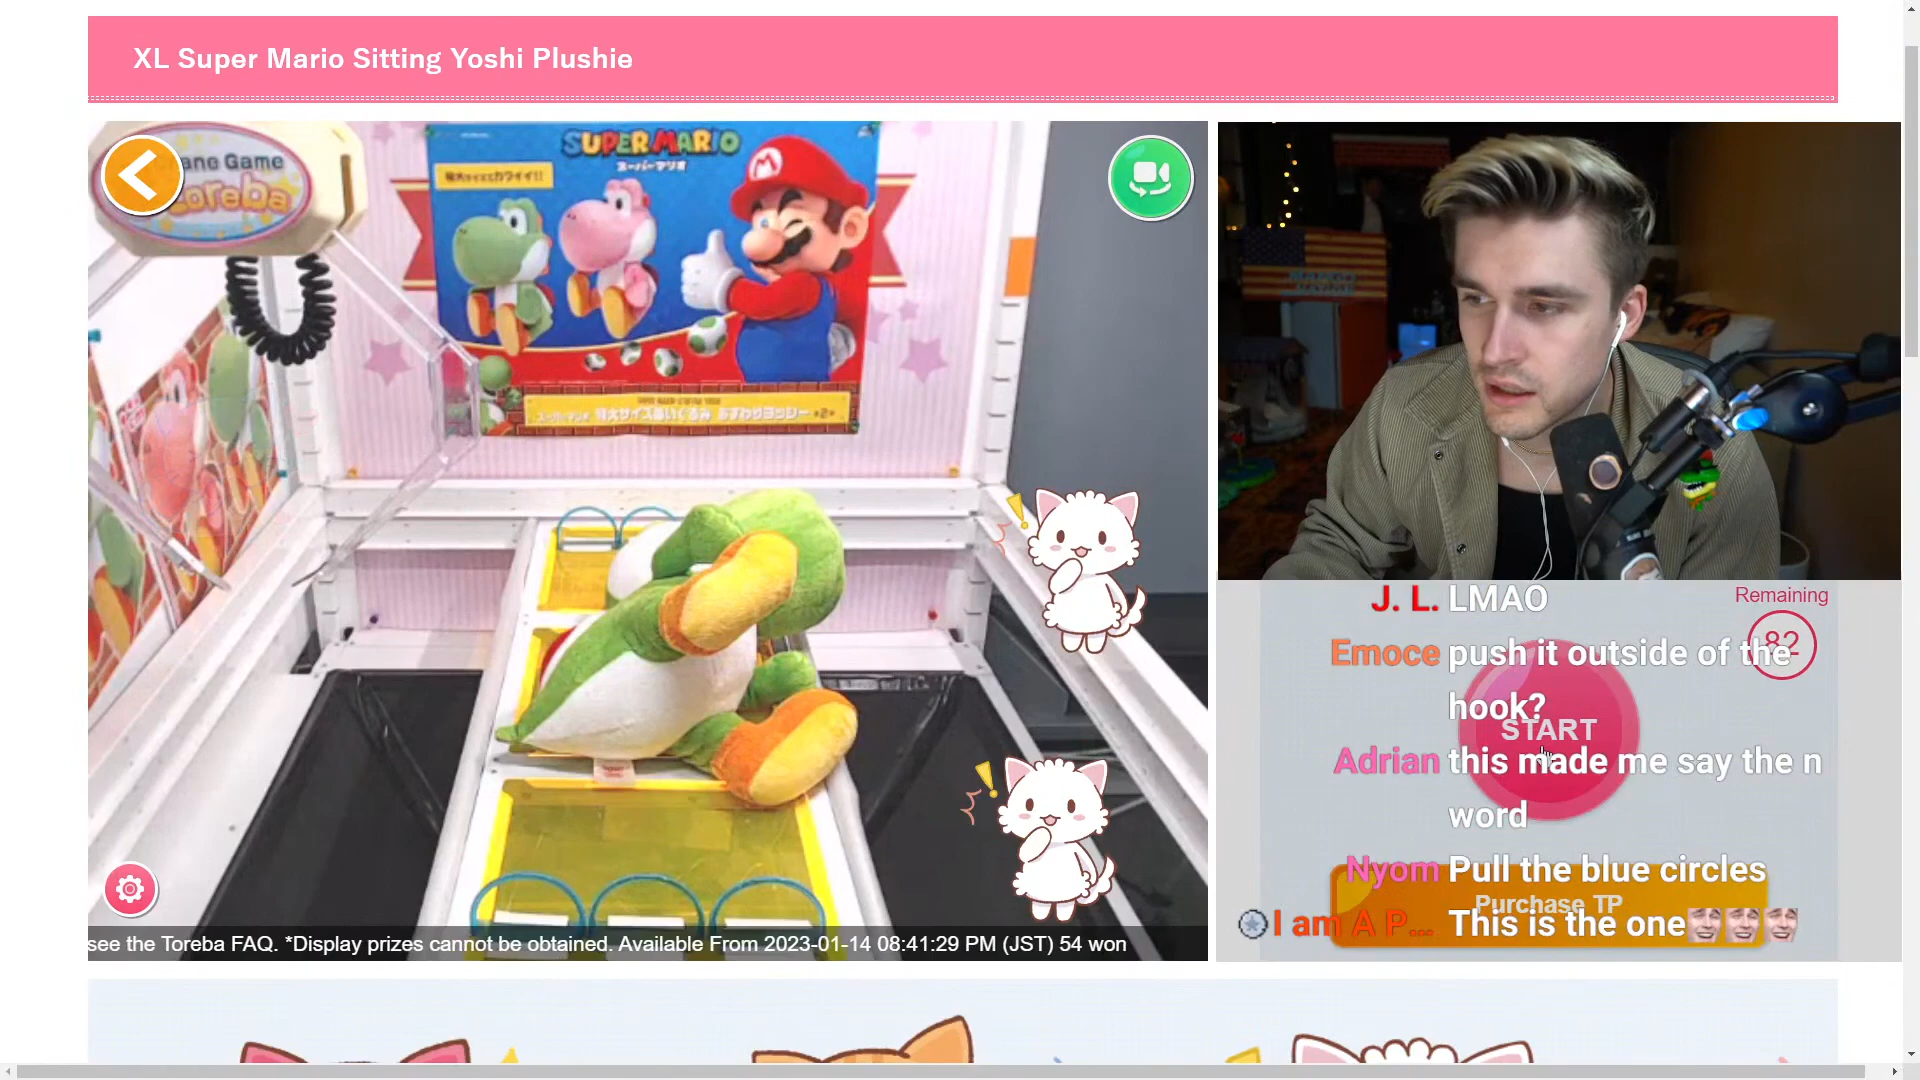 XL Super Mario Sitting Yoshi Plushie
ane Game
Toreba
SUPER MARIO
スーパーマリオ
Remaining
82
START
Purchase TP
J. L. LMAO
Emoce push it outside of the
hook?
Adrian this made me say the n
word
Nyom Pull the blue circles
I am A P... This is the one
see the Toreba FAQ. *Display prizes cannot be obtained. Available From 2023-01-14 08:41:29 PM (JST) 54 won